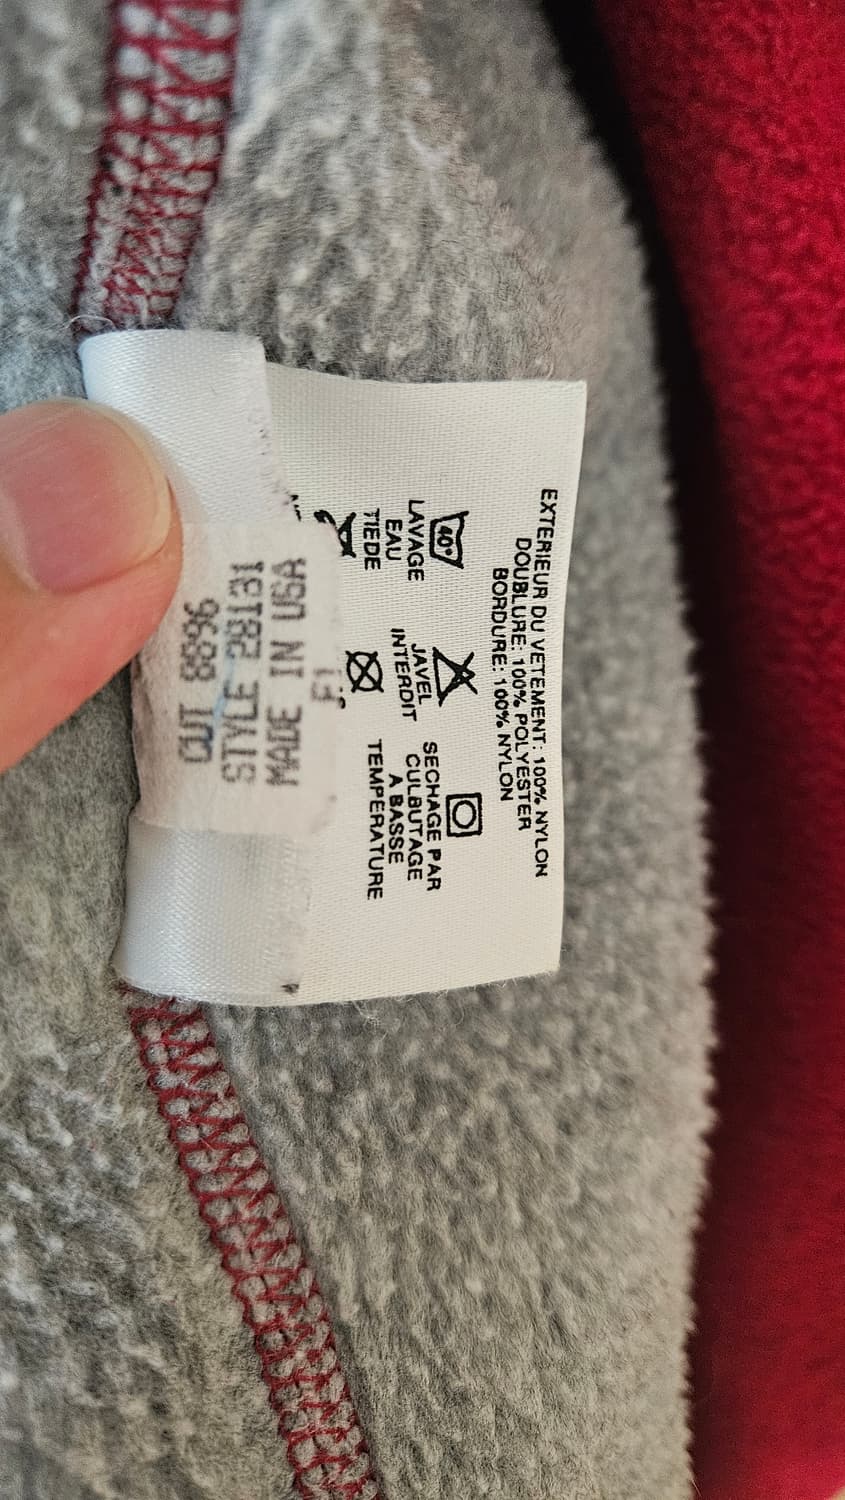 EXTERIEUR DU VETEMENT: 100% NYLON
DOUBLURE: 100% POLYESTER
BORDURE: 100% NYLON
40°
LAVAGE
EAU
TIEDE
JAVEL
INTERDIT
SECHAGE PAR
CULBUTAGE
A BASSE
TEMPERATURE
MADE IN USA
STYLE 28131
CUT 8896